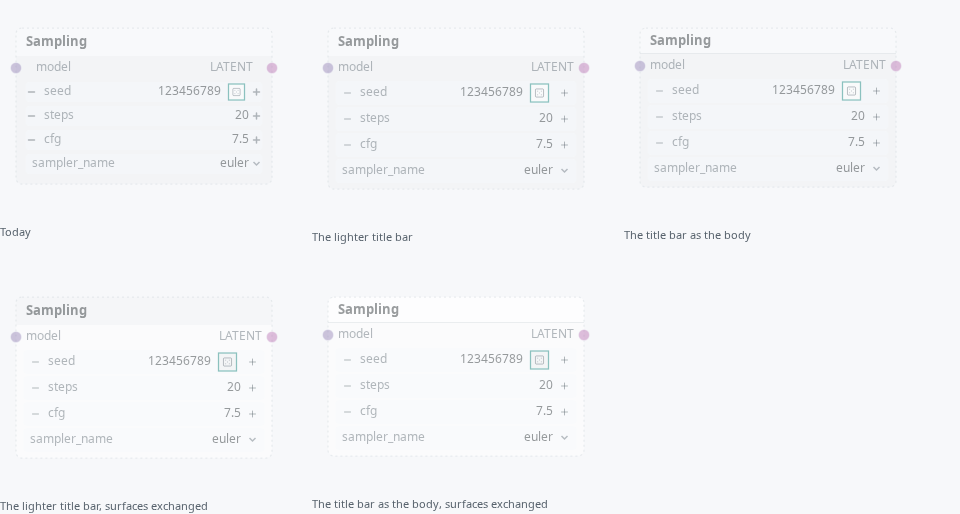 Sampling
model LATENT
seed 123456789
steps 20
cfg 7.5
sampler_name euler
Today
Sampling
model LATENT
seed 123456789
steps 20
cfg 7.5
sampler_name euler
The lighter title bar
Sampling
model LATENT
seed 123456789
steps 20
cfg 7.5
sampler_name euler
The title bar as the body
Sampling
model LATENT
seed 123456789
steps 20
cfg 7.5
sampler_name euler
The lighter title bar, surfaces exchanged
Sampling
model LATENT
seed 123456789
steps 20
cfg 7.5
sampler_name euler
The title bar as the body, surfaces exchanged